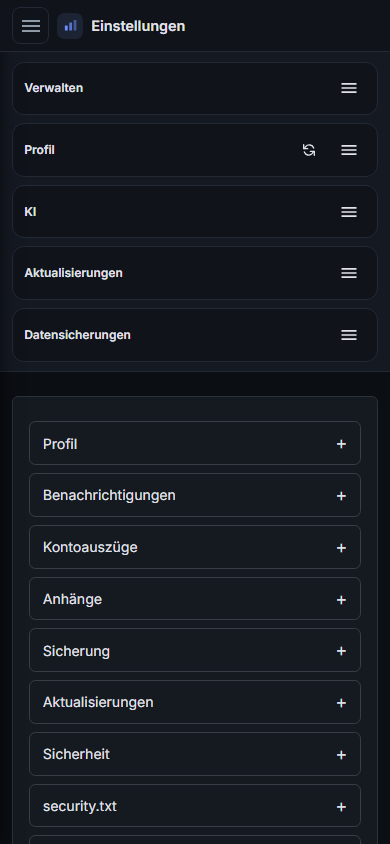 Einstellungen
Verwalten
Profil
KI
Aktualisierungen
Datensicherungen
Profil +
Benachrichtigungen +
Kontoauszüge +
Anhänge +
Sicherung +
Aktualisierungen +
Sicherheit +
security.txt +